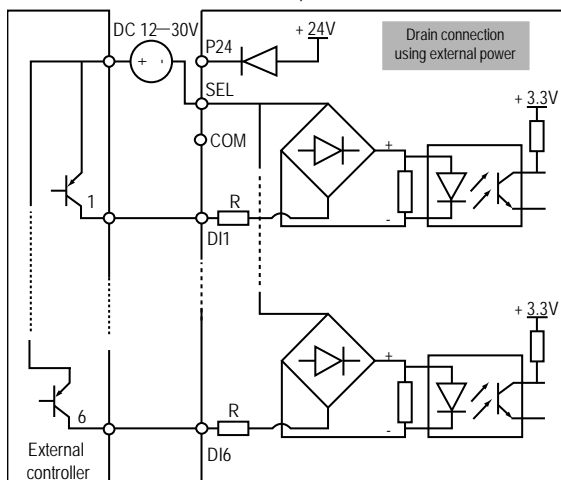 DC 12—30V
P24
+ 24V
Drain connection
using external power
+ -
SEL
+ 3.3V
COM
+
1
R
-
DI1
+ 3.3V
+
6
R
-
DI6
External
controller